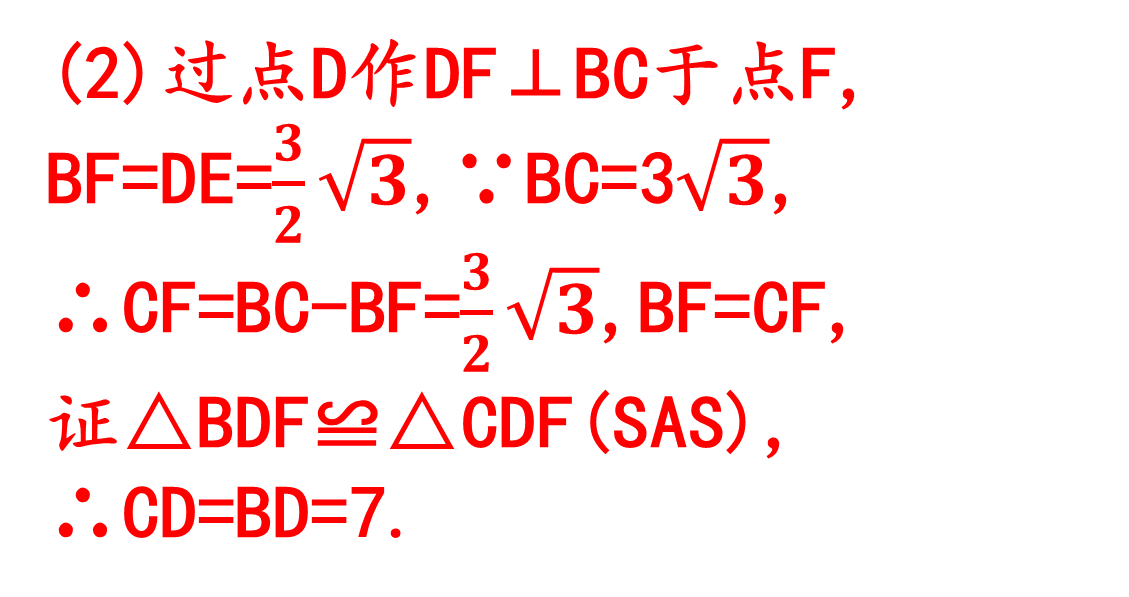 (2)过点D作DF⊥BC于点F,
BF=DE=3/2√3,∵BC=3√3,
∴CF=BC-BF=3/2√3,BF=CF,
证△BDF≌△CDF(SAS),
∴CD=BD=7.